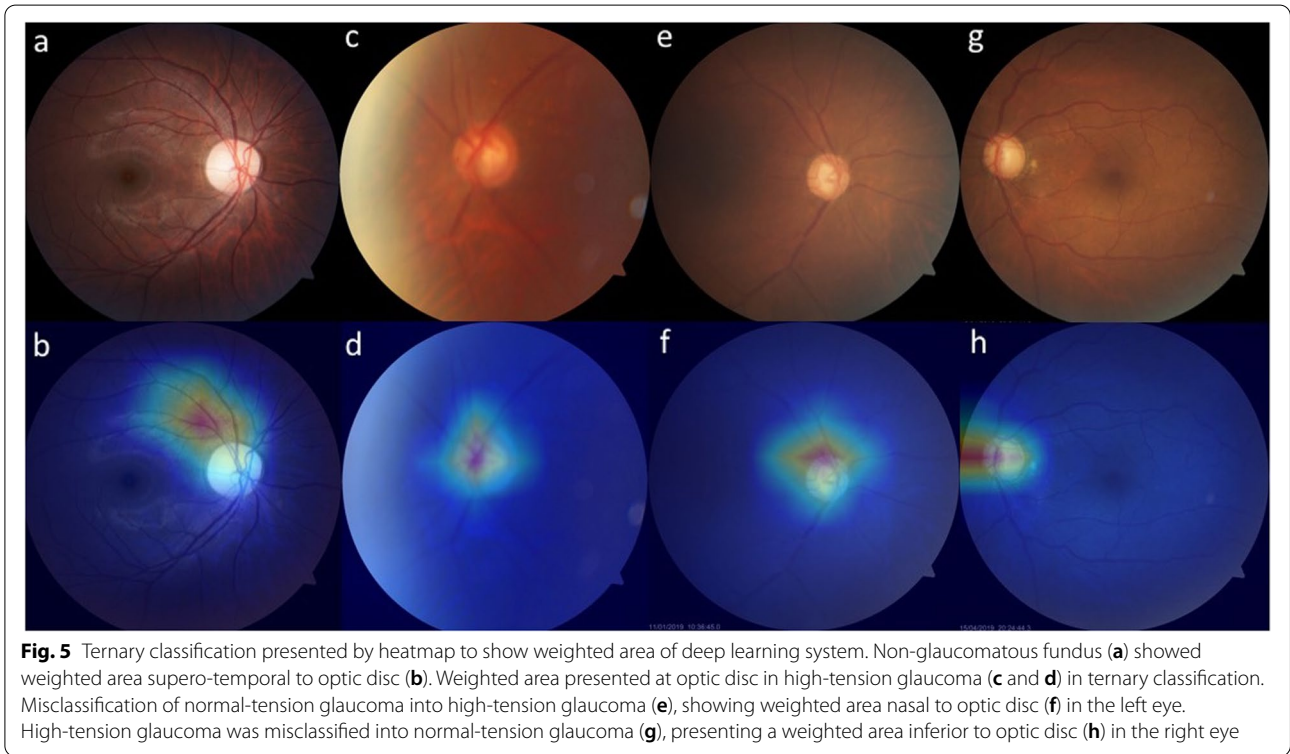 a
c
e
g
b
d
f
h
11/01/2019 10:36:45.0
15/04/2019 20:24:44.3
Fig. 5 Ternary classification presented by heatmap to show weighted area of deep learning system. Non-glaucomatous fundus (a) showed
weighted area supero-temporal to optic disc (b). Weighted area presented at optic disc in high-tension glaucoma (c and d) in ternary classification.
Misclassification of normal-tension glaucoma into high-tension glaucoma (e), showing weighted area nasal to optic disc (f) in the left eye.
High-tension glaucoma was misclassified into normal-tension glaucoma (g), presenting a weighted area inferior to optic disc (h) in the right eye